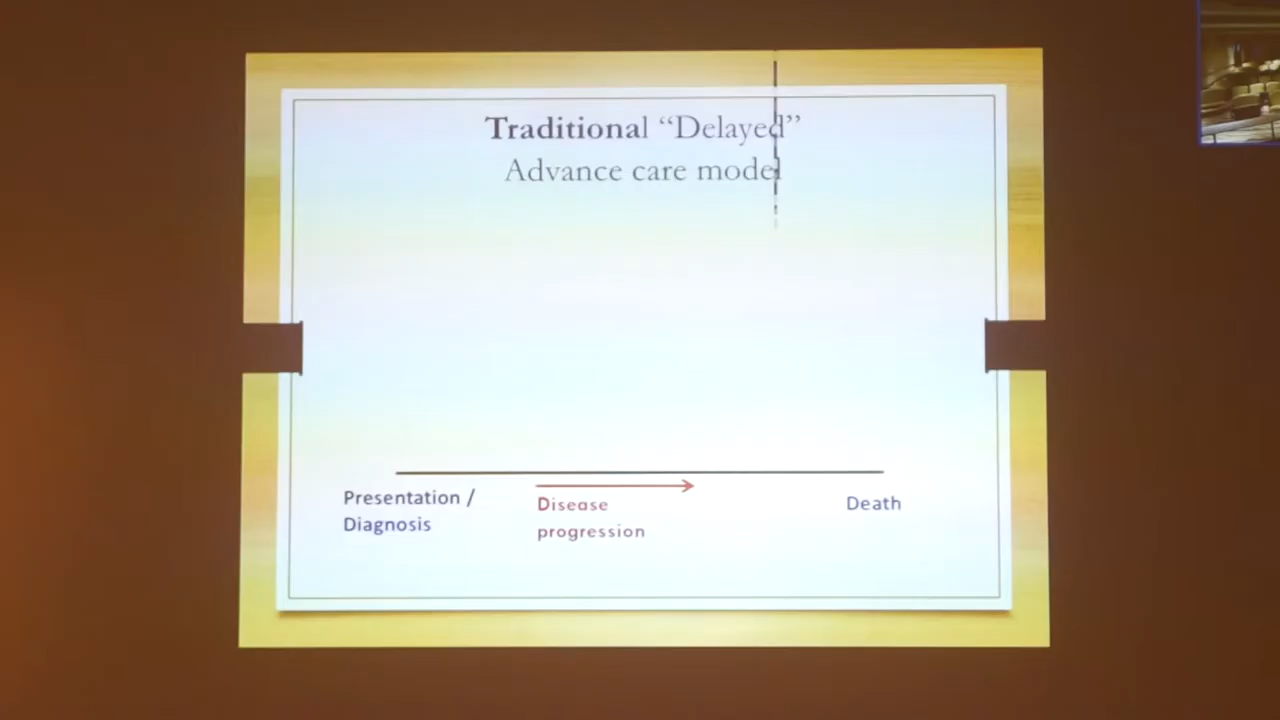 Traditional “Delayed”
Advance care model
Presentation /
Diagnosis
Disease
progression
Death